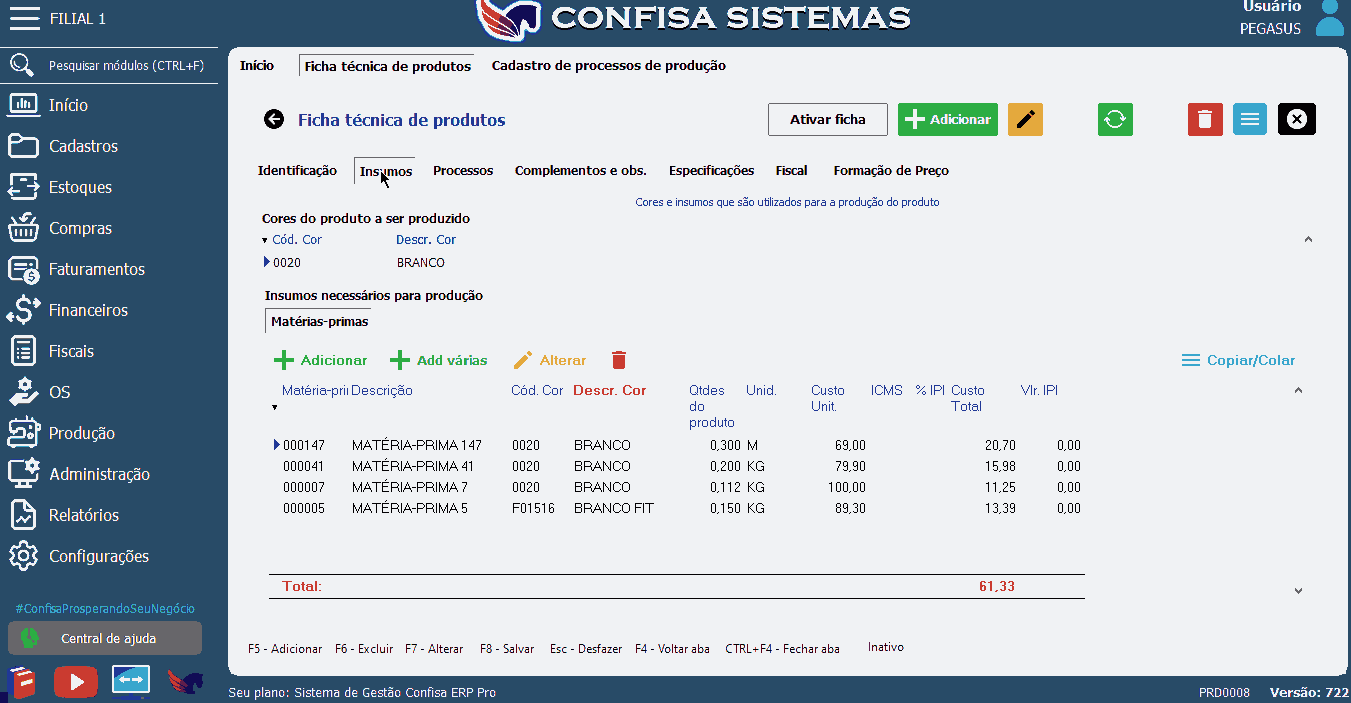 FILIAL 1
CONFISA SISTEMAS
Usuário
PEGASUS
Pesquisar módulos (CTRL+F)
Início
Cadastros
Estoques
Compras
Faturamentos
Financeiros
Fiscais
OS
Produção
Administração
Relatórios
Configurações
#ConfisaProsperandoSeuNegócio
Central de ajuda
Início Ficha técnica de produtos Cadastro de processos de produção
Ficha técnica de produtos
Ativar ficha Adicionar
Identificação Insumos Processos Complementos e obs. Especificações Fiscal Formação de Preço
Cores e insumos que são utilizados para a produção do produto
Cores do produto a ser produzido
Cód. Cor Descr. Cor
0020 BRANCO
Insumos necessários para produção
Matérias-primas
Adicionar Add várias Alterar Copiar/Colar
Matéria-pri Descrição Cód. Cor Descr. Cor Qtdes do produto Unid. Custo Unit. ICMS % IPI Custo Total Vlr. IPI
000147 MATÉRIA-PRIMA 147 0020 BRANCO 0,300 M 69,00 20,70 0,00
000041 MATÉRIA-PRIMA 41 0020 BRANCO 0,200 KG 79,90 15,98 0,00
000007 MATÉRIA-PRIMA 7 0020 BRANCO 0,112 KG 100,00 11,25 0,00
000005 MATÉRIA-PRIMA 5 F01516 BRANCO FIT 0,150 KG 89,30 13,39 0,00
Total: 61,33
F5 - Adicionar F6 - Excluir F7 - Alterar F8 - Salvar Esc - Desfazer F4 - Voltar aba CTRL+F4 - Fechar aba Inativo
Seu plano: Sistema de Gestão Confisa ERP Pro PRD0008 Versão: 722